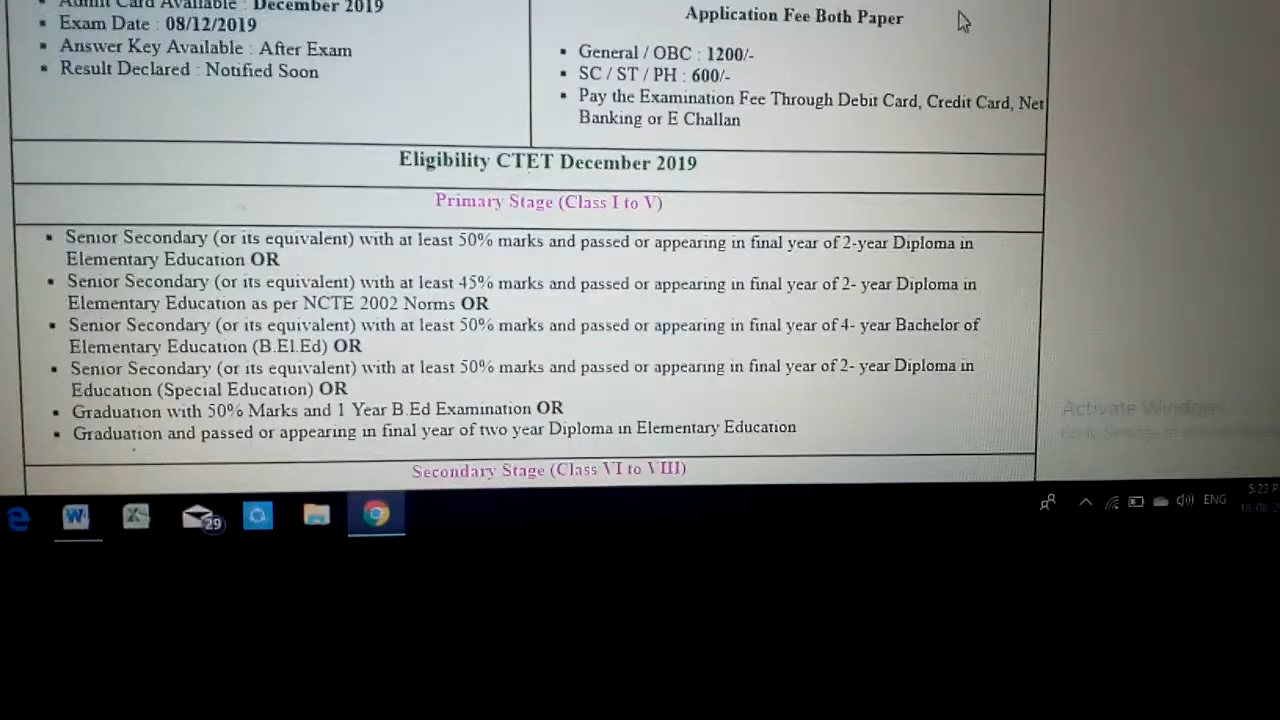 Admit Card Available : December 2019
Exam Date : 08/12/2019
Answer Key Available : After Exam
Result Declared : Notified Soon
Application Fee Both Paper
General / OBC : 1200/-
SC / ST / PH : 600/-
Pay the Examination Fee Through Debit Card, Credit Card, Net
Banking or E Challan
Eligibility CTET December 2019
Primary Stage (Class I to V)
Senior Secondary (or its equivalent) with at least 50% marks and passed or appearing in final year of 2-year Diploma in
Elementary Education OR
Senior Secondary (or its equivalent) with at least 45% marks and passed or appearing in final year of 2- year Diploma in
Elementary Education as per NCTE 2002 Norms OR
Senior Secondary (or its equivalent) with at least 50% marks and passed or appearing in final year of 4- year Bachelor of
Elementary Education (B.El.Ed) OR
Senior Secondary (or its equivalent) with at least 50% marks and passed or appearing in final year of 2- year Diploma in
Education (Special Education) OR
Graduation with 50% Marks and 1 Year B.Ed Examination OR
Graduation and passed or appearing in final year of two year Diploma in Elementary Education
Secondary Stage (Class VI to VIII)
Activate Windows
29
ENG
5:23 P